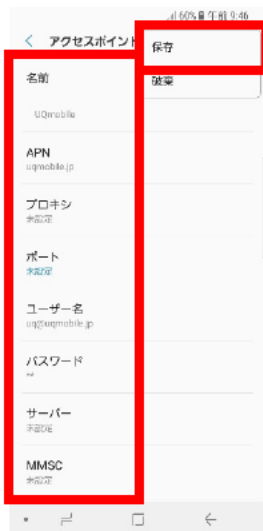 60% 午前 9:46
アクセスポイント
保存
破棄
名前
UQmobile
APN
uqmobile.jp
プロキシ
未設定
ポート
未設定
ユーザー名
uq@uqmobile.jp
パスワード
**
サーバー
未設定
MMSC
未設定